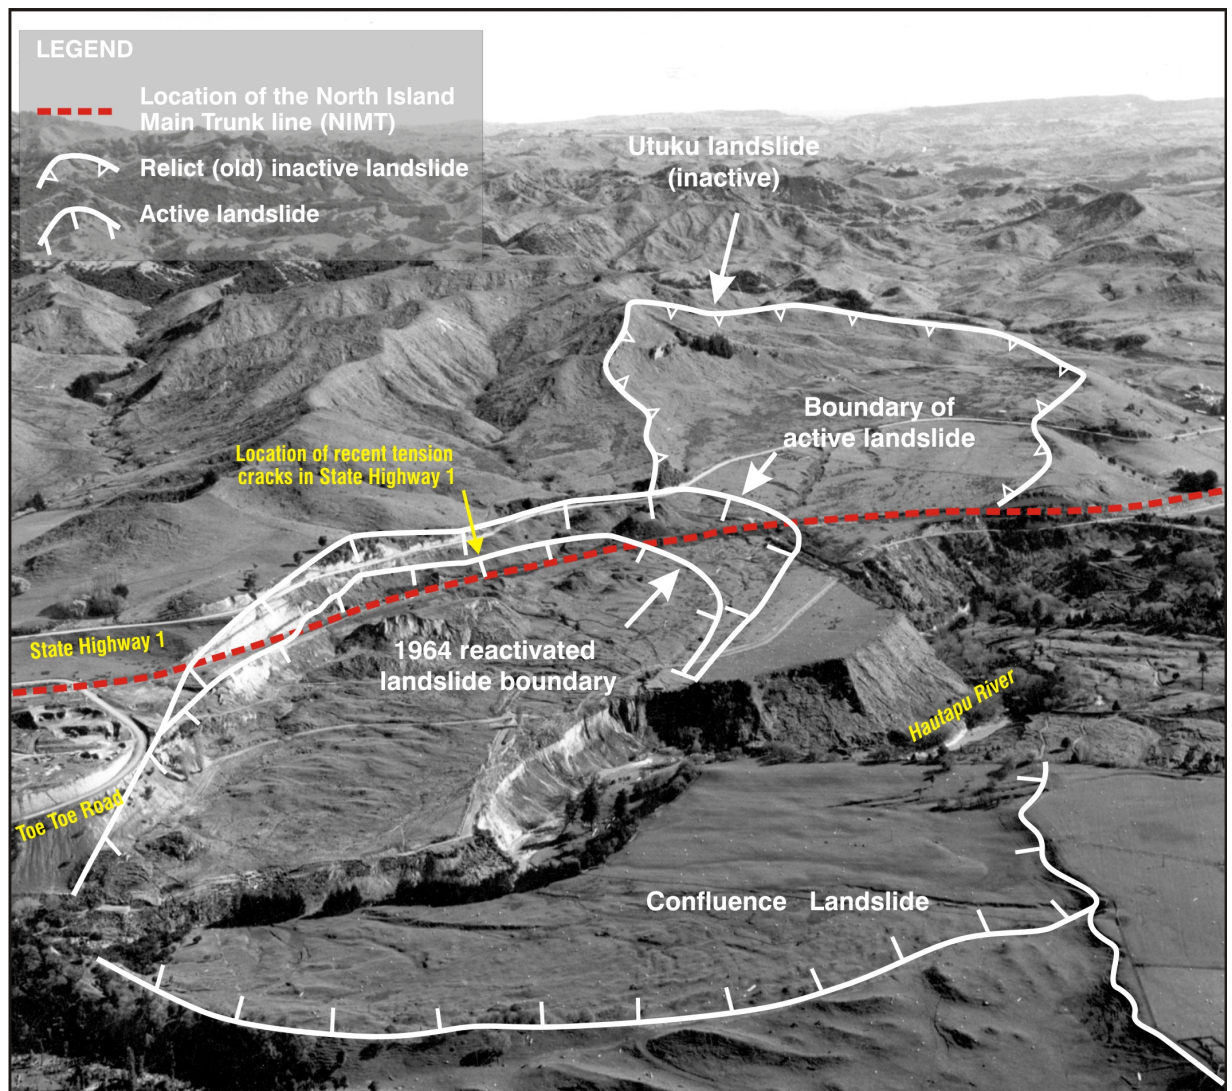 LEGEND
Location of the North Island
Main Trunk line (NIMT)
Relict (old) inactive landslide
Active landslide
Utuku landslide
(inactive)
Boundary of
active landslide
Location of recent tension
cracks in State Highway 1
State Highway 1
1964 reactivated
landslide boundary
Hautapu River
Toe Toe Road
Confluence Landslide